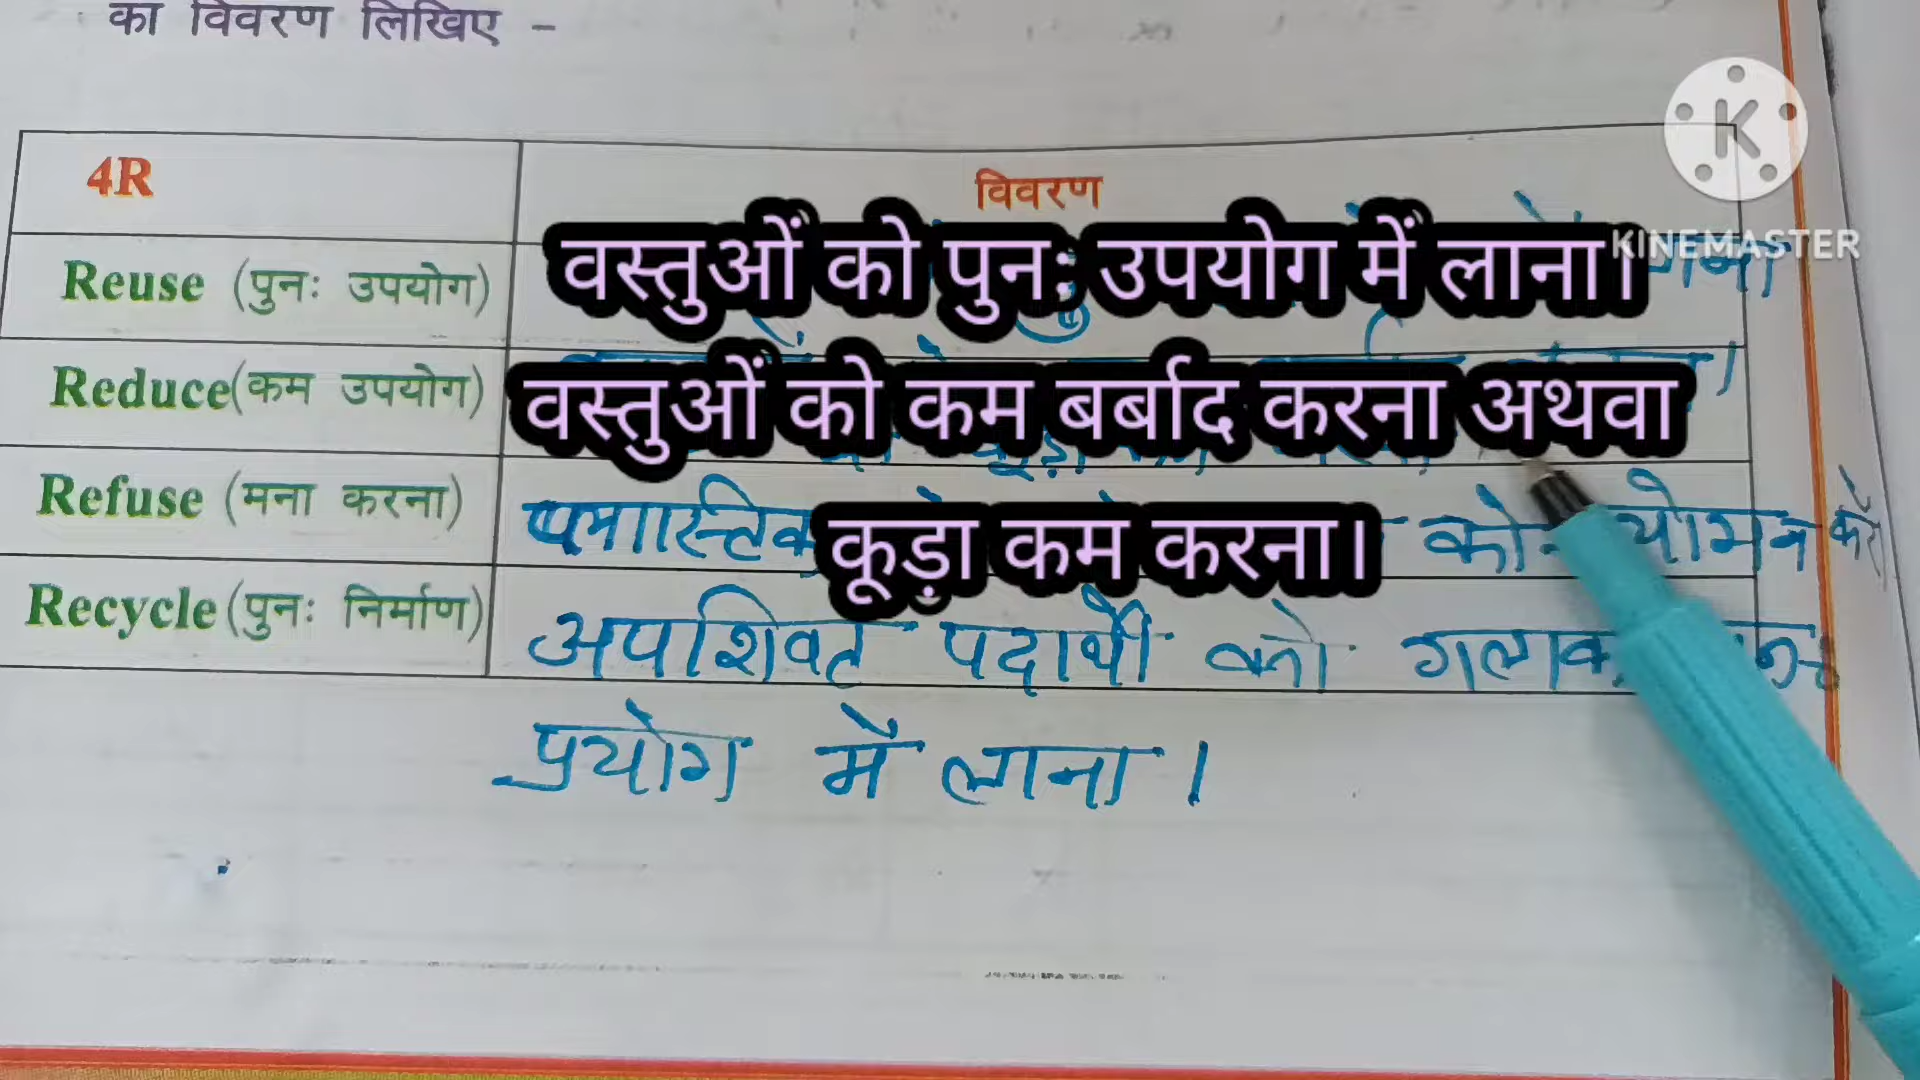 का विवरण लिखिए -
4R
विवरण
Reuse (पुनः उपयोग)
वस्तुओं को पुन: उपयोग में लाना।
KINEMASTER
Reduce(कम उपयोग)
वस्तुओं को कम बर्बाद करना अथवा
कूड़ा कम करना।
Refuse (मना करना)
को
Recycle (पुनः निर्माण)
अपशिवट पदार्थो को
प्रयोग में लाना।